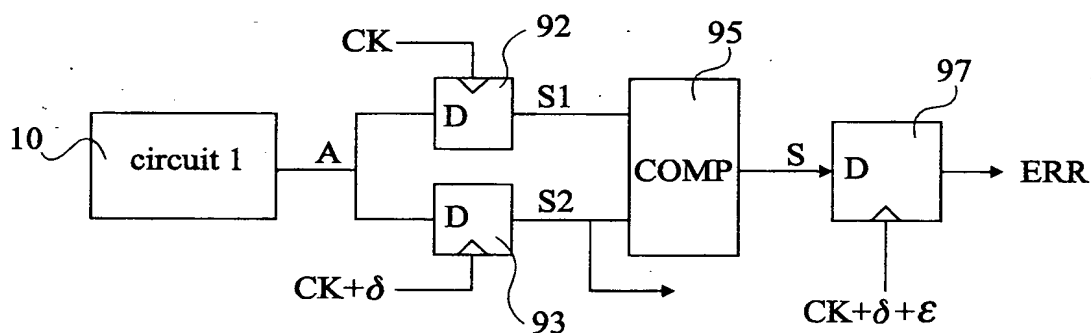 CK
92
95
97
10
circuit 1
A
D
S1
COMP
S
D
ERR
D
S2
CK+δ
93
CK+δ+ε